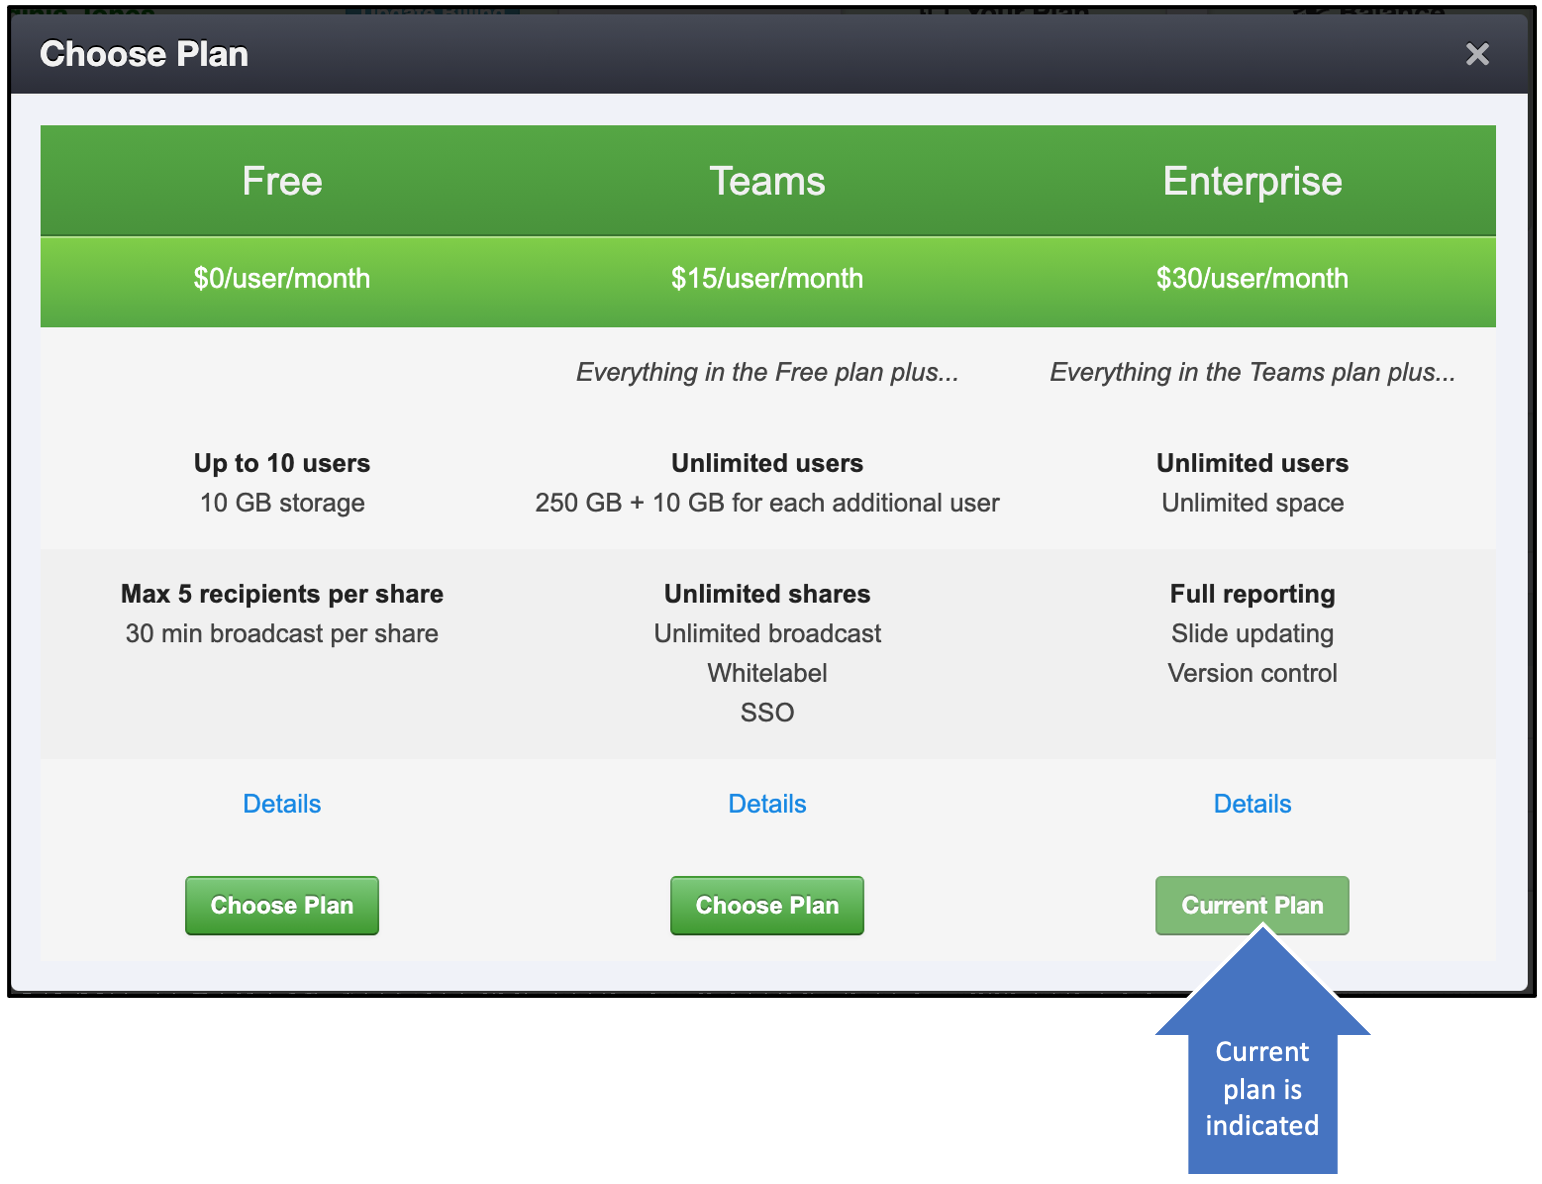 Choose Plan
Free
Teams
Enterprise
$0/user/month
$15/user/month
$30/user/month
Everything in the Free plan plus...
Everything in the Teams plan plus...
Up to 10 users
10 GB storage
Unlimited users
250 GB + 10 GB for each additional user
Unlimited users
Unlimited space
Max 5 recipients per share
30 min broadcast per share
Unlimited shares
Unlimited broadcast
Whitelabel
SSO
Full reporting
Slide updating
Version control
Details
Details
Details
Choose Plan
Choose Plan
Current Plan
Current
plan is
indicated